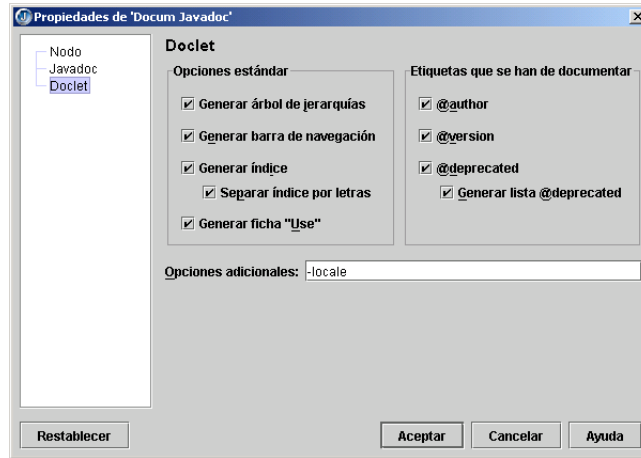 Propiedades de 'Docum Javadoc'
Nodo
Javadoc
Doclet
Doclet
Opciones estándar
Generar árbol de jerarquías
Generar barra de navegación
Generar índice
Separar índice por letras
Generar ficha "Use"
Etiquetas que se han de documentar
@author
@version
@deprecated
Generar lista @deprecated
Opciones adicionales: -locale
Restablecer
Aceptar
Cancelar
Ayuda